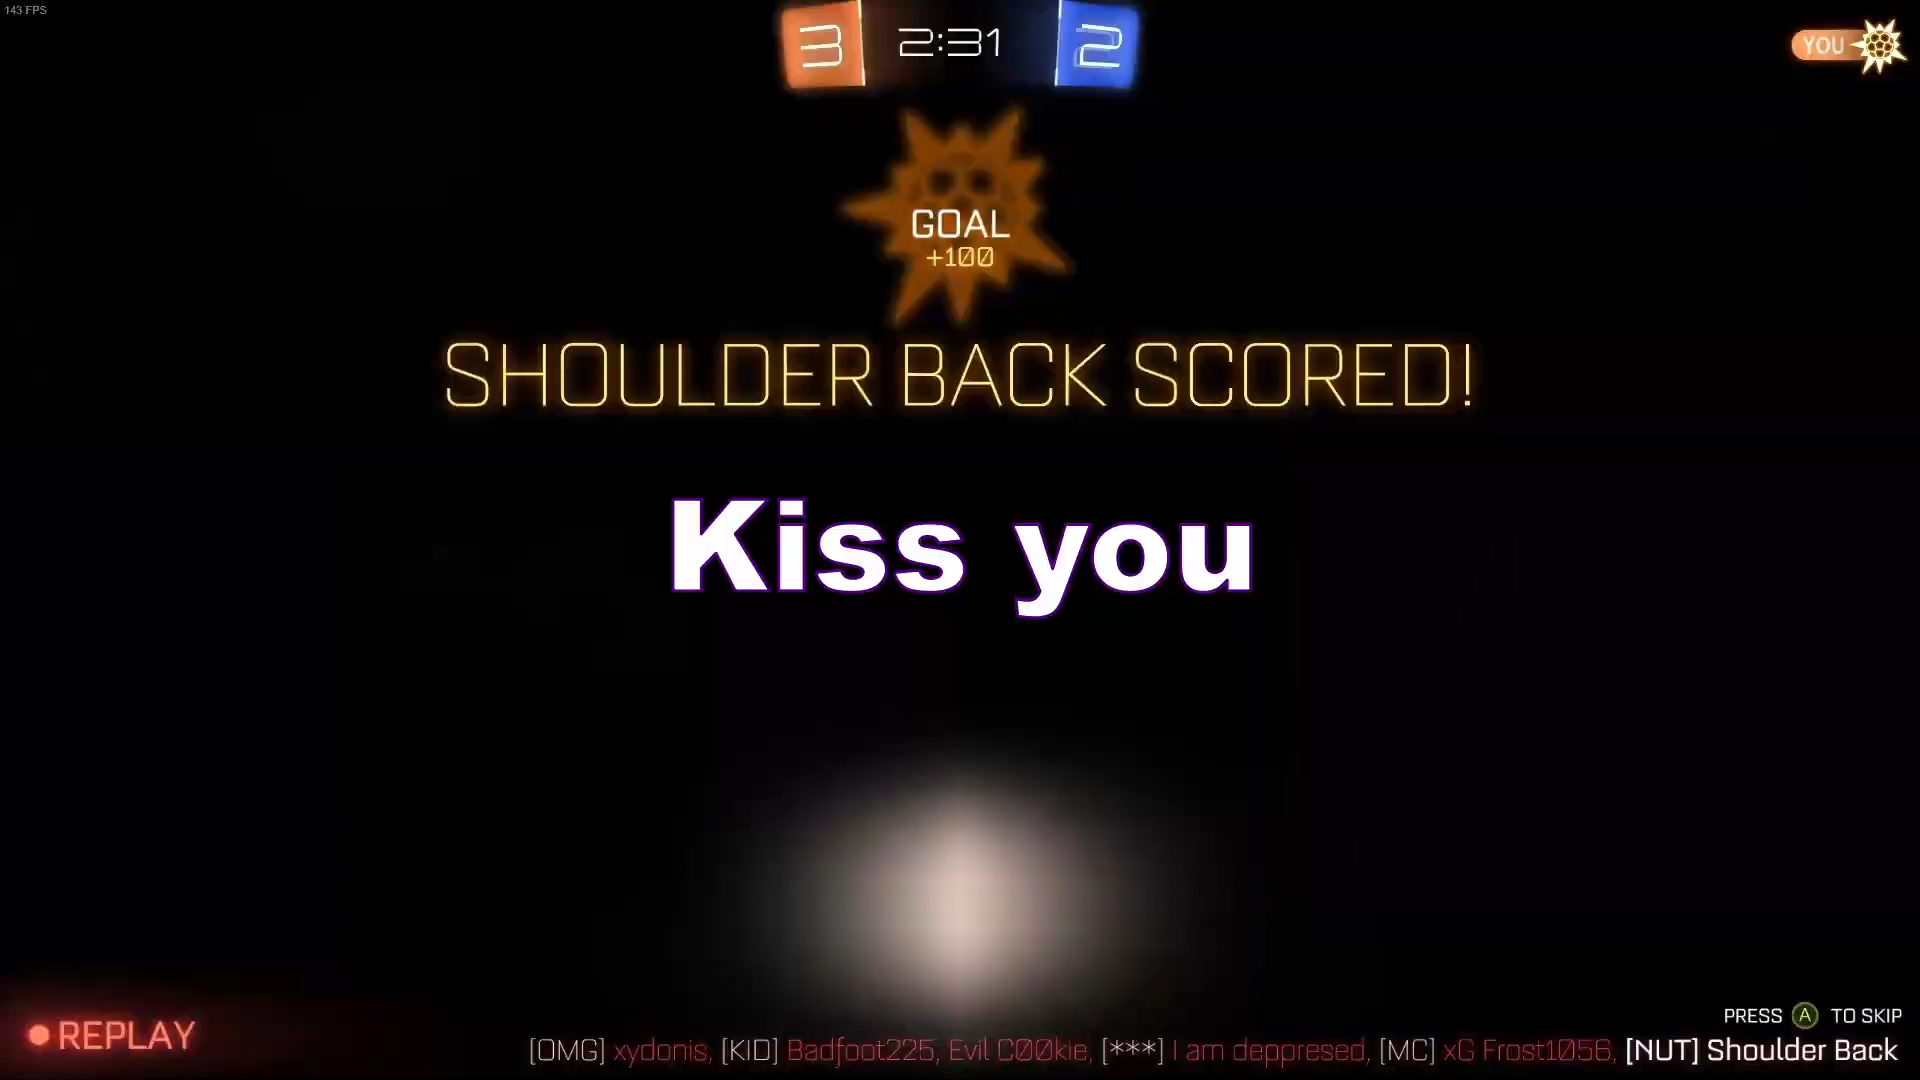 143 FPS
3 2:31 2
YOU
GOAL
+100
SHOULDER BACK SCORED!
Kiss you
PRESS A TO SKIP
REPLAY
[OMG] xydonis, [KID] Badfoot225, Evil C00kie, [***] I am deppresed, [MC] xG Frost1056, [NUT] Shoulder Back